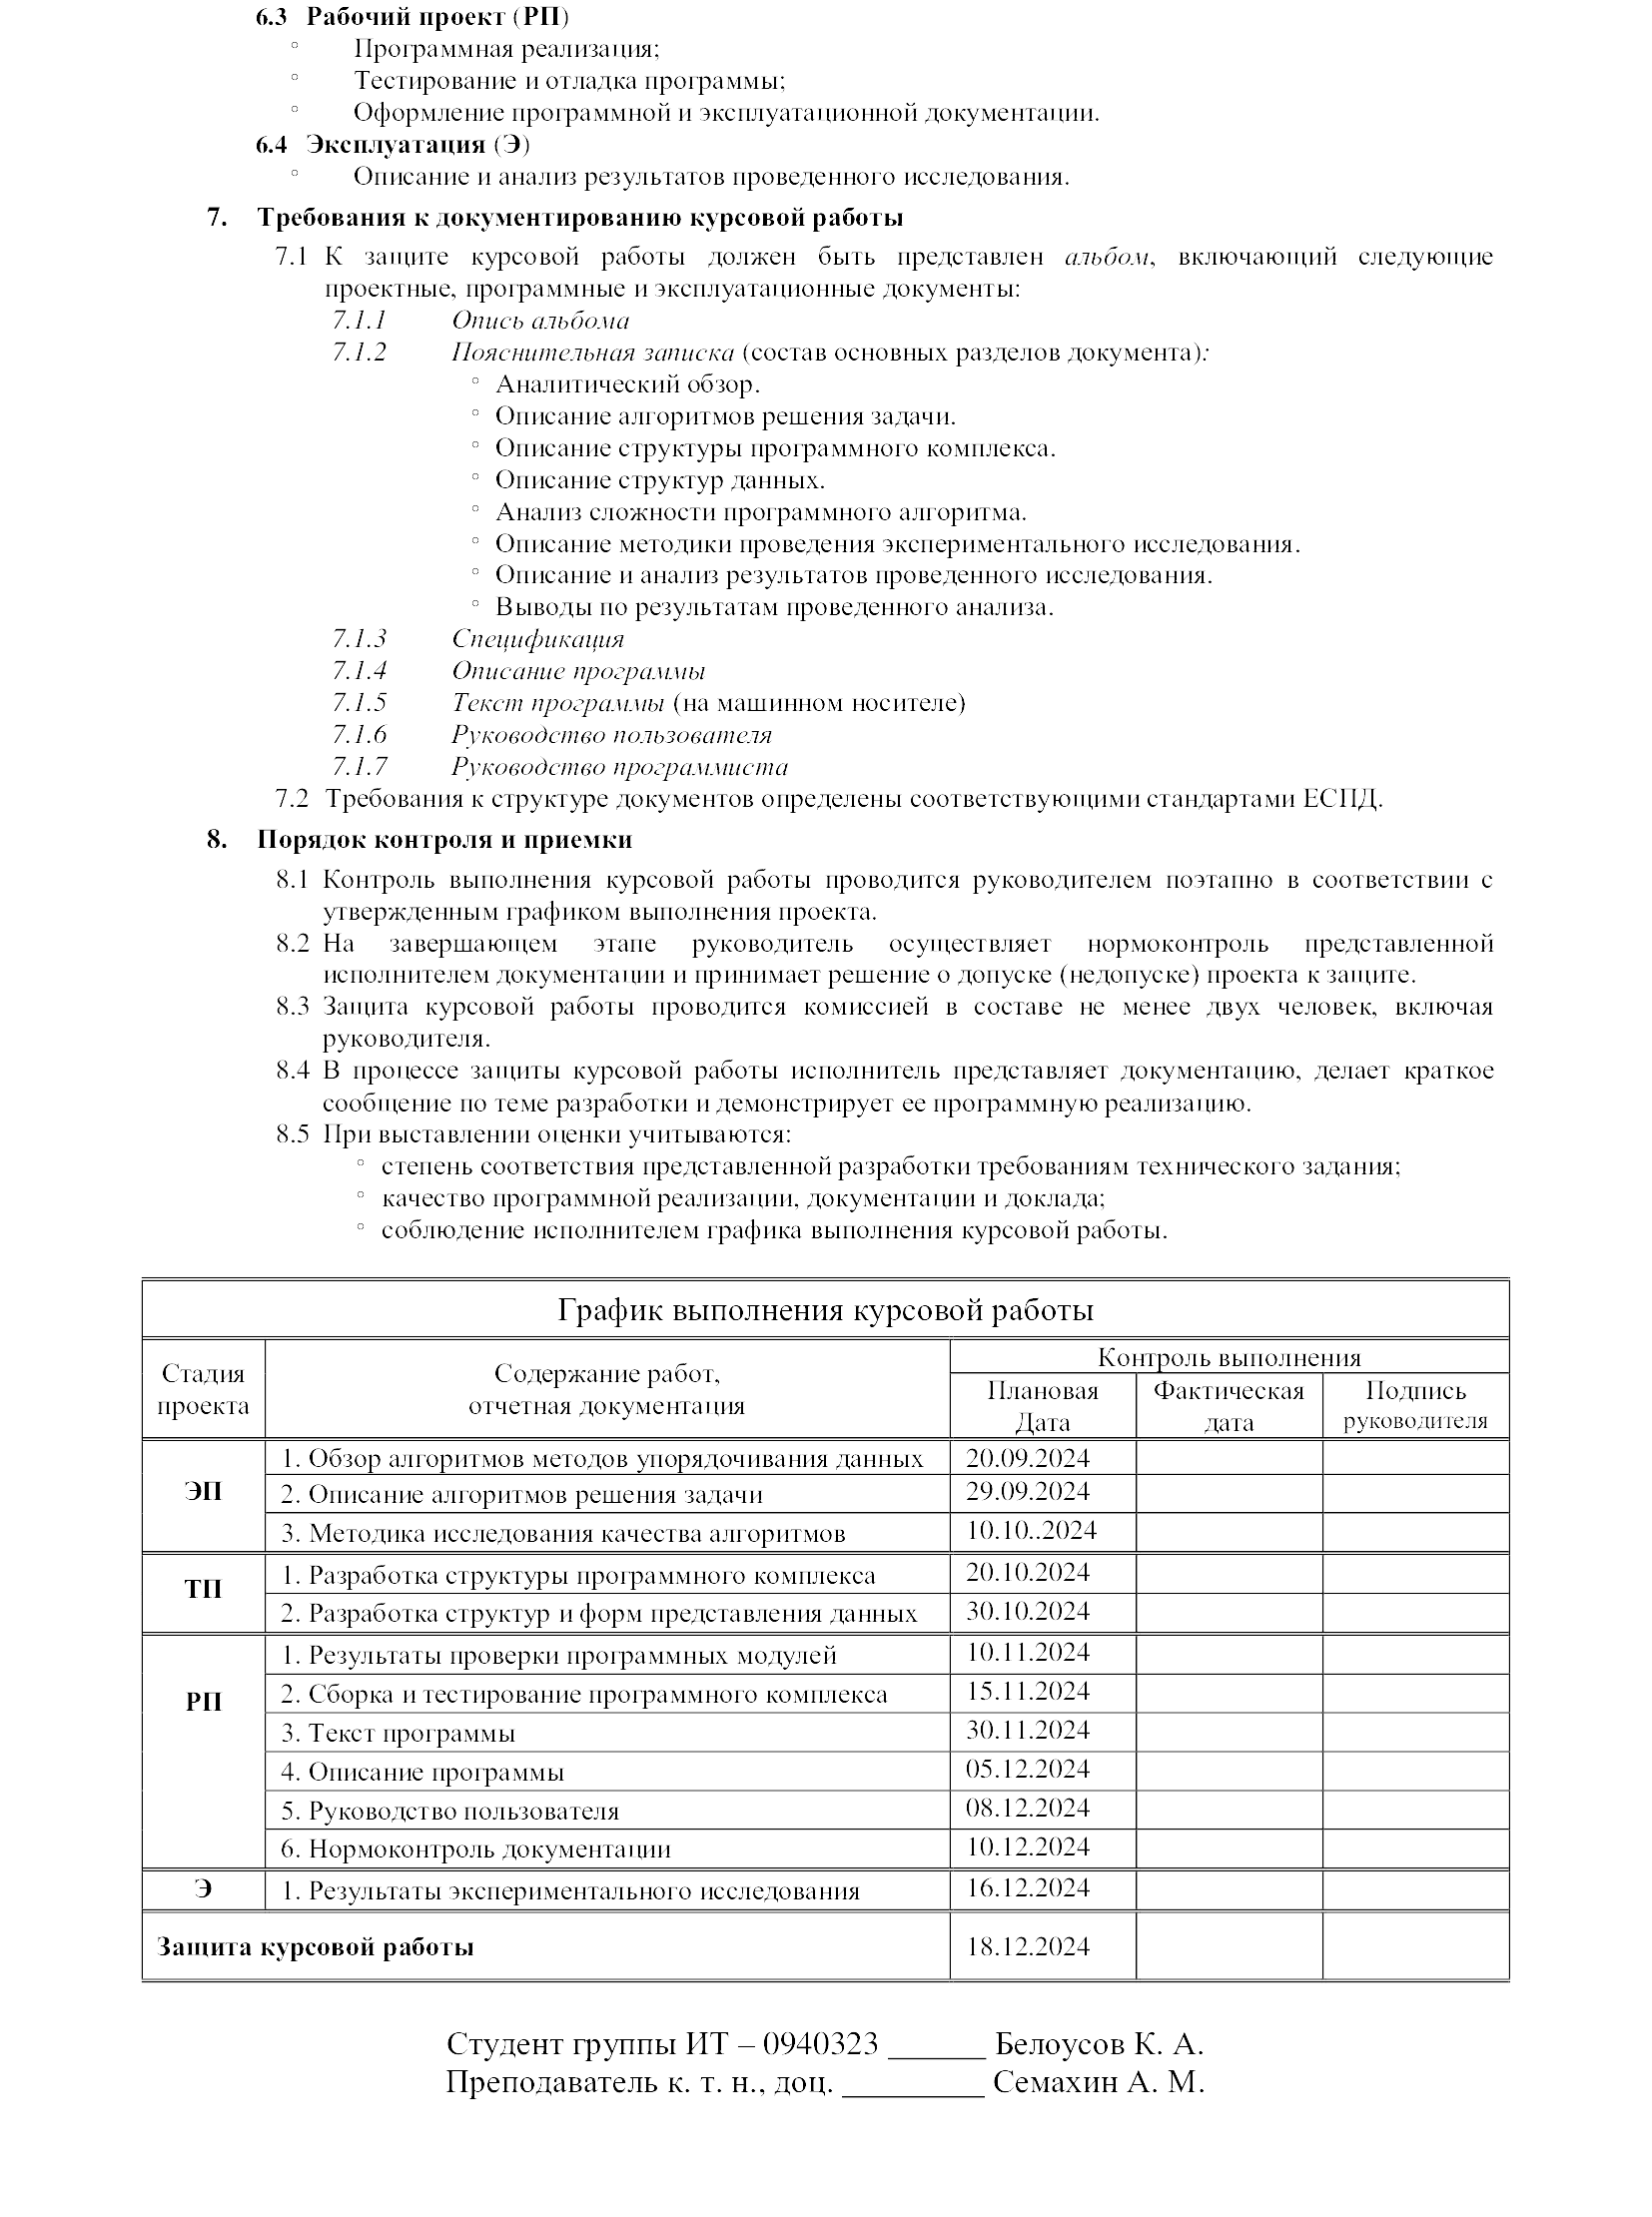 6.3 Рабочий проект (РП)
° Программная реализация;
° Тестирование и отладка программы;
° Оформление программной и эксплуатационной документации.
6.4 Эксплуатация (Э)
° Описание и анализ результатов проведенного исследования.
7. Требования к документированию курсовой работы
7.1 К защите курсовой работы должен быть представлен альбом, включающий следующие
проектные, программные и эксплуатационные документы:
7.1.1 Опись альбома
7.1.2 Пояснительная записка (состав основных разделов документа):
° Аналитический обзор.
° Описание алгоритмов решения задачи.
° Описание структуры программного комплекса.
° Описание структур данных.
° Анализ сложности программного алгоритма.
° Описание методики проведения экспериментального исследования.
° Описание и анализ результатов проведенного исследования.
° Выводы по результатам проведенного анализа.
7.1.3 Спецификация
7.1.4 Описание программы
7.1.5 Текст программы (на машинном носителе)
7.1.6 Руководство пользователя
7.1.7 Руководство программиста
7.2 Требования к структуре документов определены соответствующими стандартами ЕСПД.
8. Порядок контроля и приемки
8.1 Контроль выполнения курсовой работы проводится руководителем поэтапно в соответствии с
утвержденным графиком выполнения проекта.
8.2 На завершающем этапе руководитель осуществляет нормоконтроль представленной
исполнителем документации и принимает решение о допуске (недопуске) проекта к защите.
8.3 Защита курсовой работы проводится комиссией в составе не менее двух человек, включая
руководителя.
8.4 В процессе защиты курсовой работы исполнитель представляет документацию, делает краткое
сообщение по теме разработки и демонстрирует ее программную реализацию.
8.5 При выставлении оценки учитываются:
° степень соответствия представленной разработки требованиям технического задания;
° качество программной реализации, документации и доклада;
° соблюдение исполнителем графика выполнения курсовой работы.
График выполнения курсовой работы
Стадия
проекта
Содержание работ,
отчетная документация
Контроль выполнения
Плановая
Дата
Фактическая
дата
Подпись
руководителя
ЭП
1. Обзор алгоритмов методов упорядочивания данных 20.09.2024
2. Описание алгоритмов решения задачи 29.09.2024
3. Методика исследования качества алгоритмов 10.10..2024
ТП
1. Разработка структуры программного комплекса 20.10.2024
2. Разработка структур и форм представления данных 30.10.2024
РП
1. Результаты проверки программных модулей 10.11.2024
2. Сборка и тестирование программного комплекса 15.11.2024
3. Текст программы 30.11.2024
4. Описание программы 05.12.2024
5. Руководство пользователя 08.12.2024
6. Нормоконтроль документации 10.12.2024
Э 1. Результаты экспериментального исследования 16.12.2024
Защита курсовой работы 18.12.2024
Студент группы ИТ – 0940323 ______ Белоусов К. А.
Преподаватель к. т. н., доц. _________ Семахин А. М.